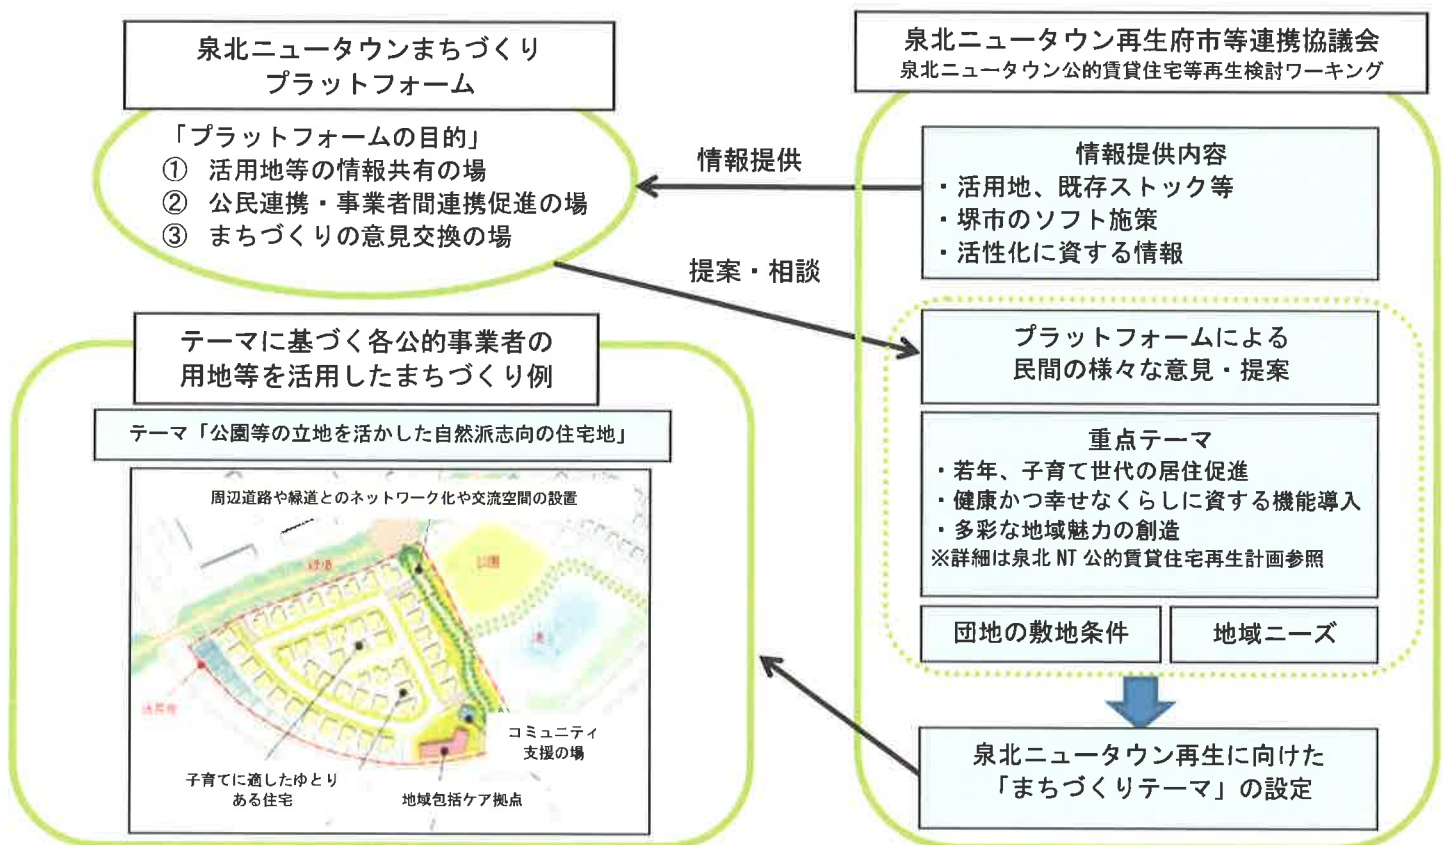 泉北ニュータウンまちづくり
プラットフォーム
「プラットフォームの目的」
① 活用地等の情報共有の場
② 公民連携・事業者間連携促進の場
③ まちづくりの意見交換の場
情報提供
提案・相談
泉北ニュータウン再生府市等連携協議会
泉北ニュータウン公的賃貸住宅等再生検討ワーキング
情報提供内容
・活用地、既存ストック等
・堺市のソフト施策
・活性化に資する情報
プラットフォームによる
民間の様々な意見・提案
重点テーマ
・若年、子育て世代の居住促進
・健康かつ幸せなくらしに資する機能導入
・多彩な地域魅力の創造
※詳細は泉北 NT 公的賃貸住宅再生計画参照
団地の敷地条件
地域ニーズ
泉北ニュータウン再生に向けた
「まちづくりテーマ」の設定
テーマに基づく各公的事業者の
用地等を活用したまちづくり例
テーマ「公園等の立地を活かした自然派志向の住宅地」
周辺道路や緑道とのネットワーク化や交流空間の設置
緑道
公園
コミュニティ
支援の場
子育てに適したゆとり
ある住宅
地域包括ケア拠点